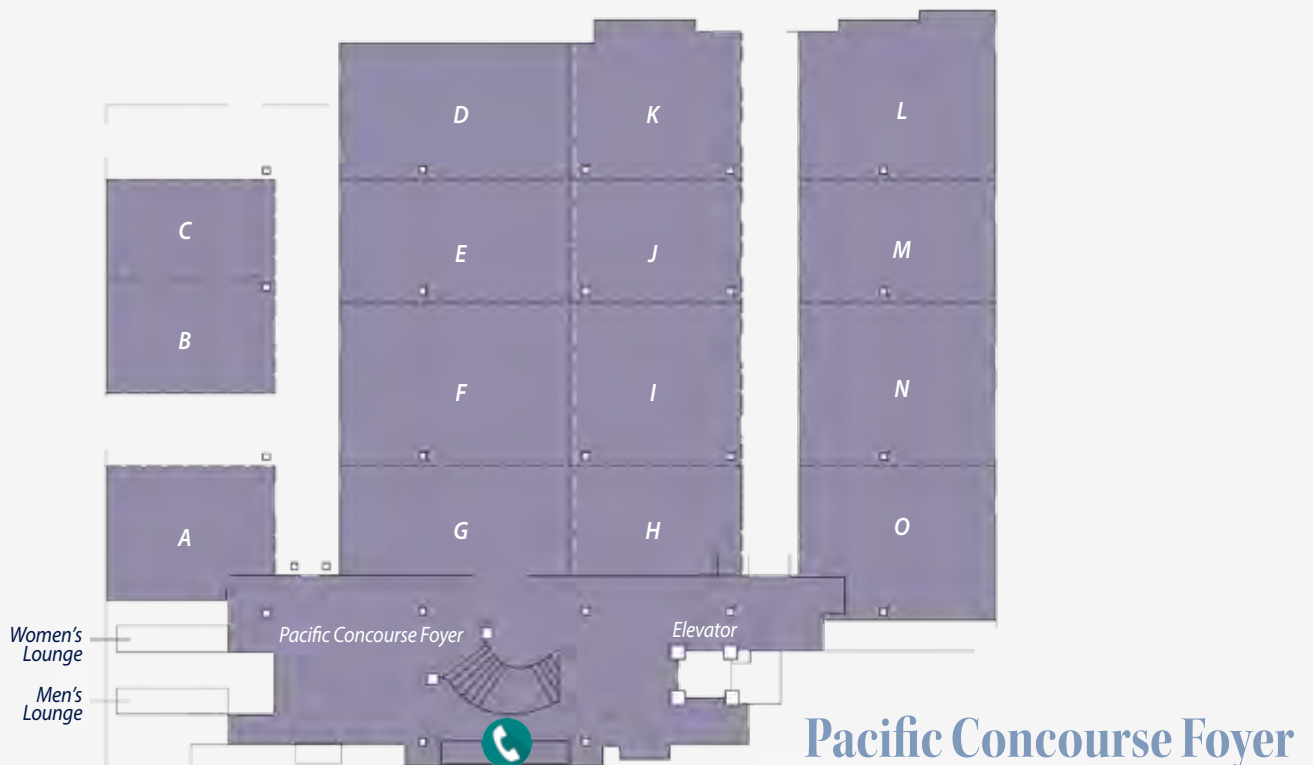 D
K
L
C
E
J
M
B
F
I
N
A
G
H
O
Women's
Lounge
Pacific Concourse Foyer
Elevator
Men's
Lounge
Pacific Concourse Foyer